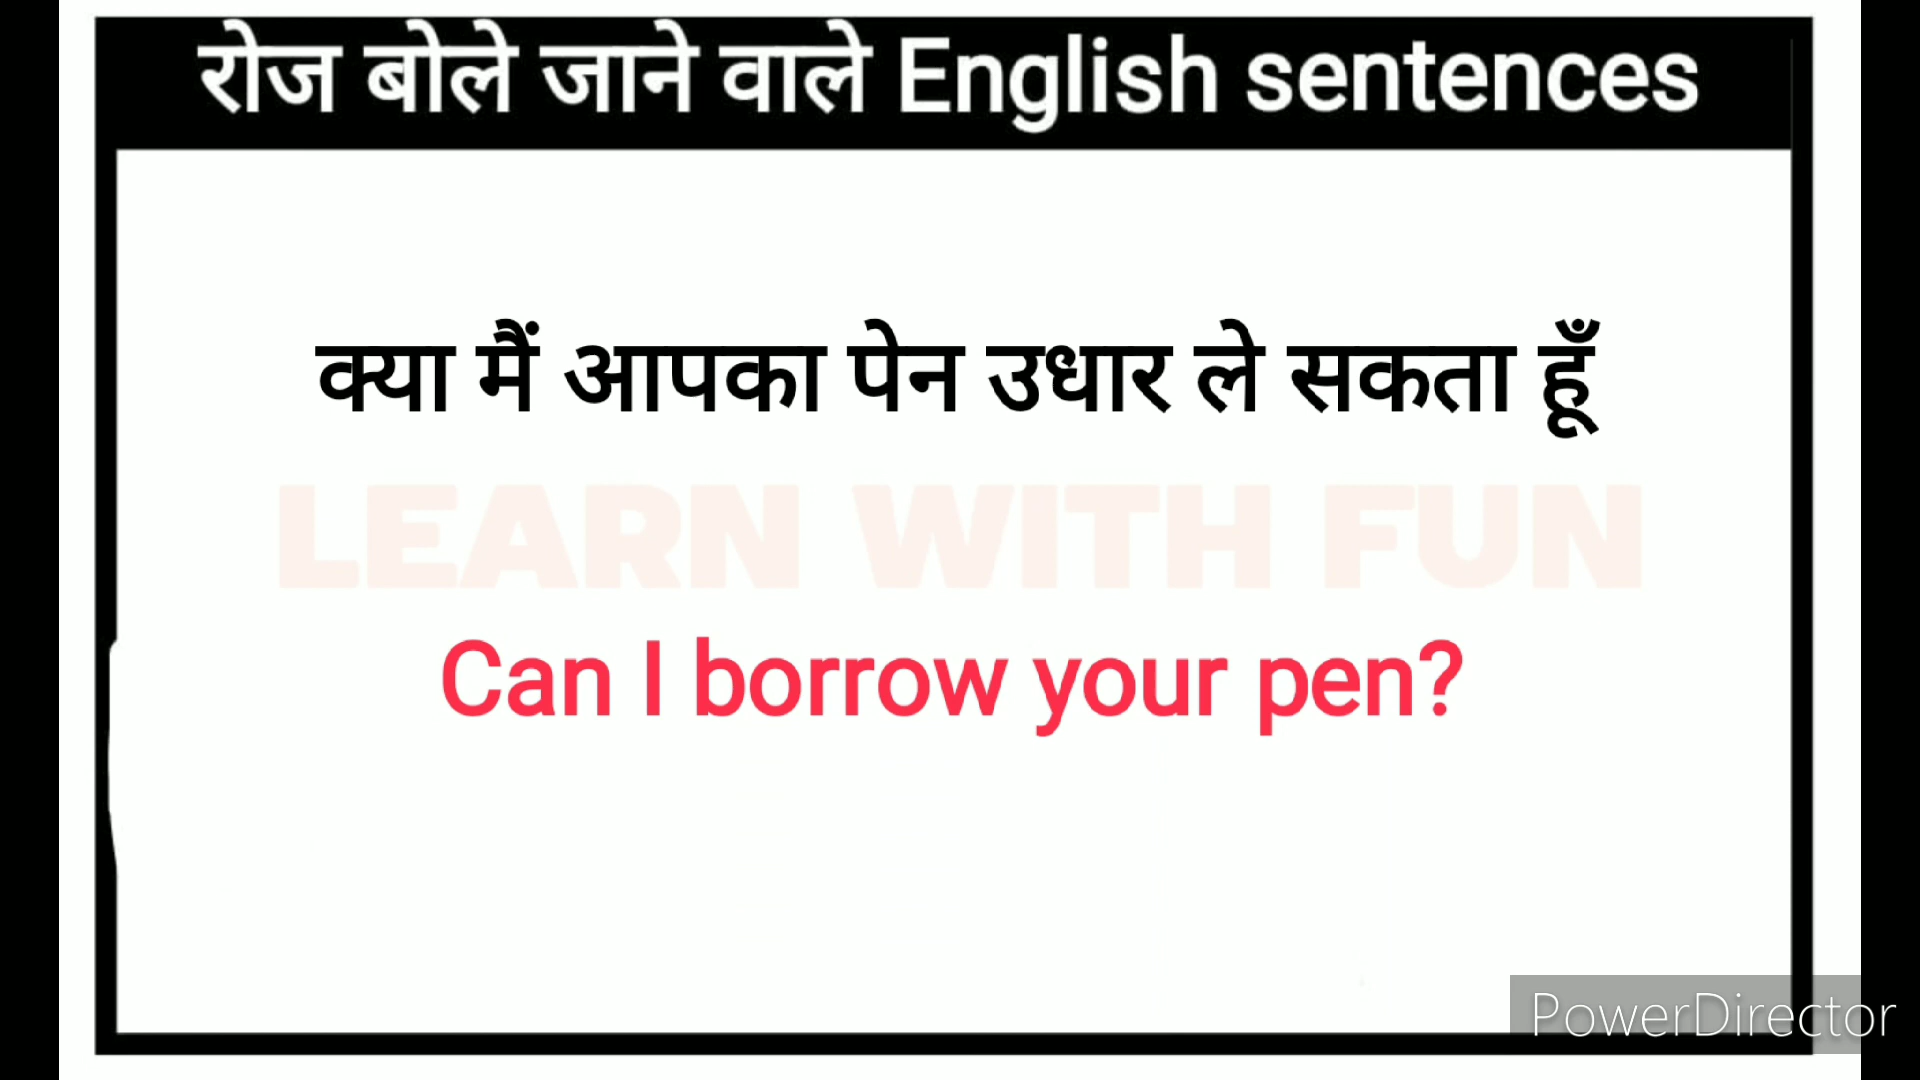 रोज बोले जाने वाले English sentences
क्या मैं आपका पेन उधार ले सकता हूँ
LEARN WITH FUN
Can I borrow your pen?
PowerDirector